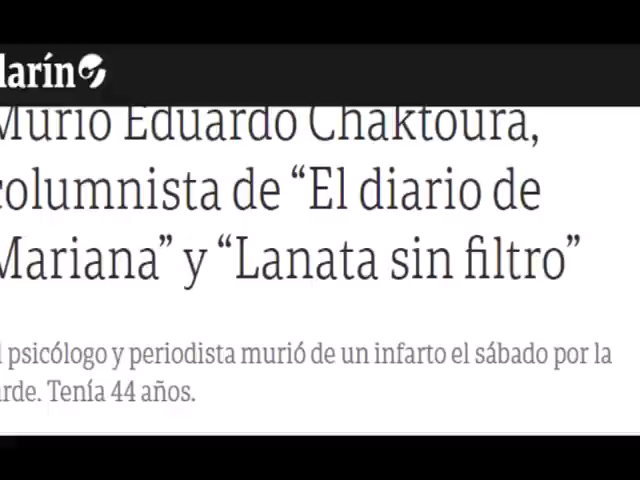 larín
Murió Eduardo Chaktoura,
columnista de “El diario de
Mariana” y “Lanata sin filtro”
l psicólogo y periodista murió de un infarto el sábado por la
arde. Tenía 44 años.